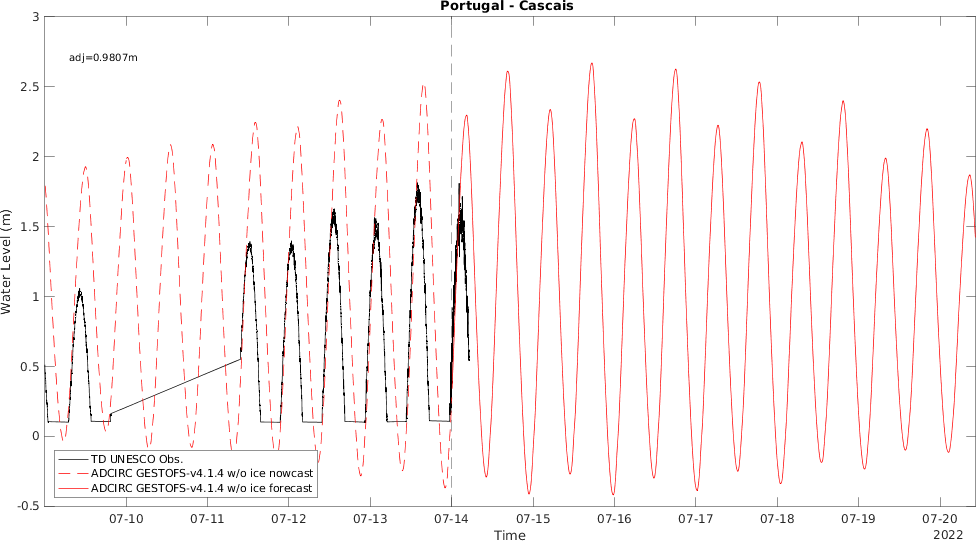 Portugal - Cascais
adj=0.9807m
Water Level (m)
3
2.5
2
1.5
1
0.5
0
-0.5
TD UNESCO Obs.
ADCIRC GESTOFS-v4.1.4 w/o ice nowcast
ADCIRC GESTOFS-v4.1.4 w/o ice forecast
07-10 07-11 07-12 07-13 07-14 07-15 07-16 07-17 07-18 07-19 07-20
Time
2022